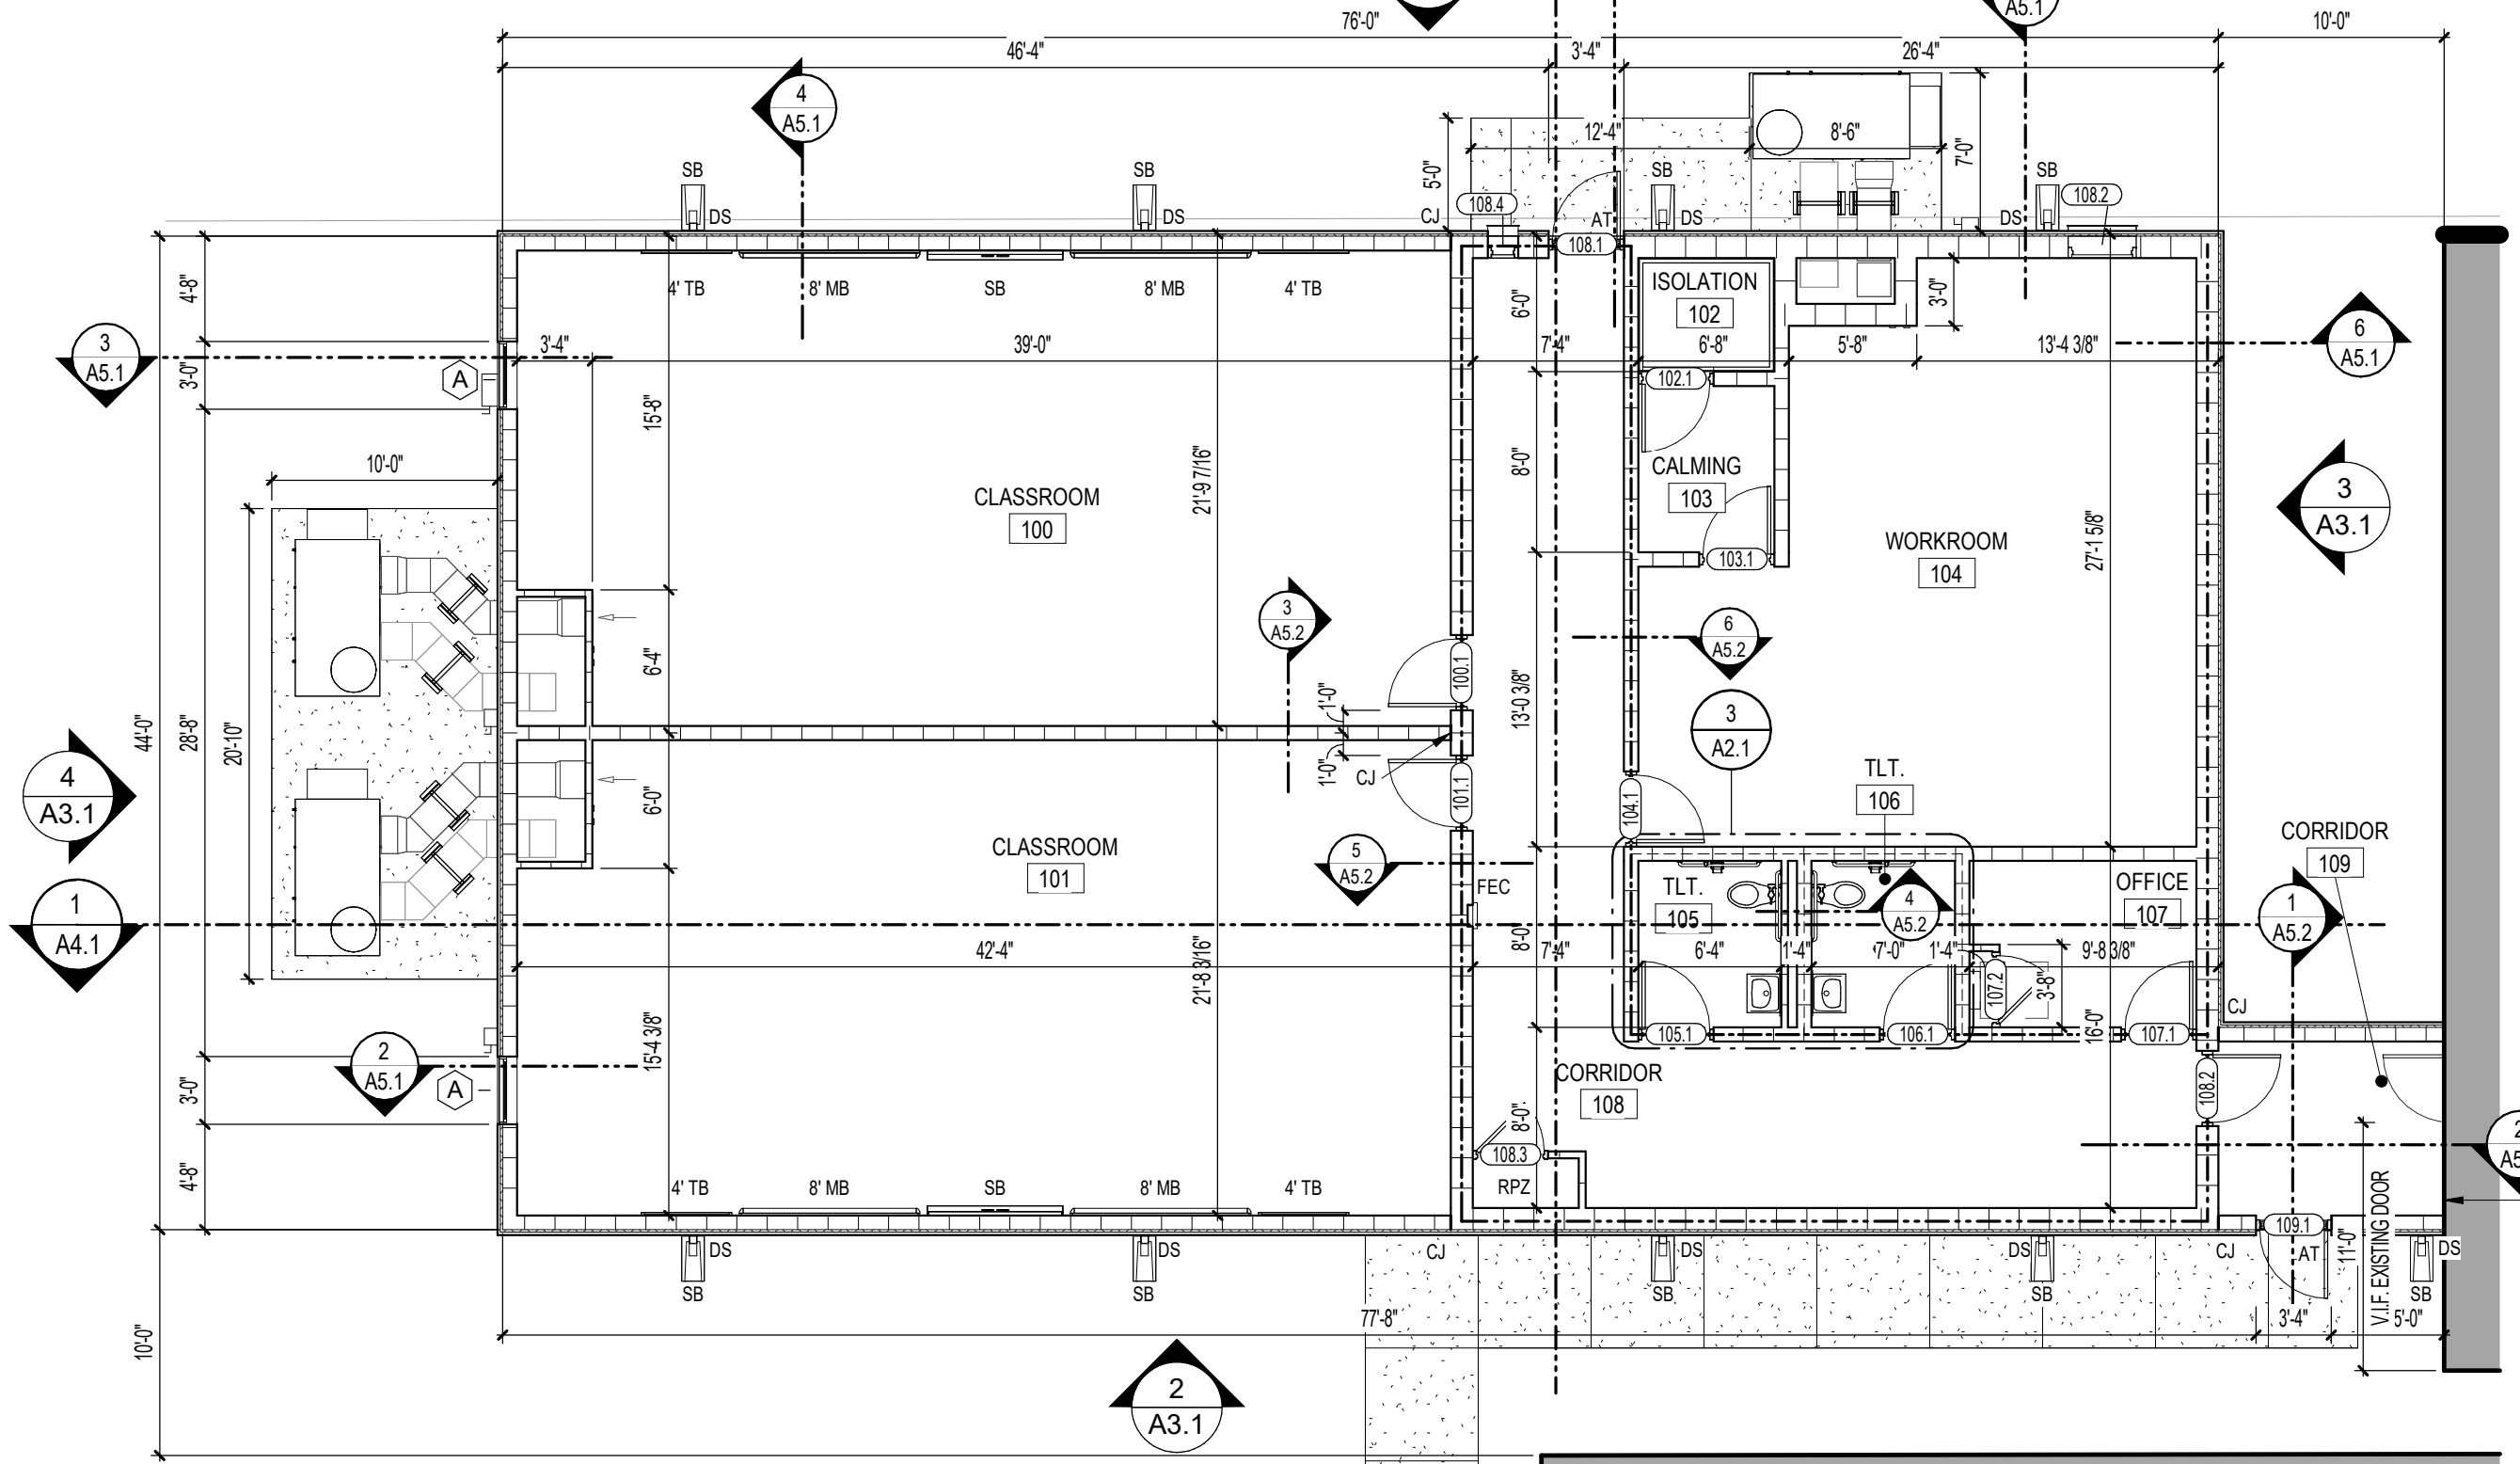 A5.1
76'-0"
10'-0"
46'-4"
3'-4"
26'-4"
4
A5.1
12'-4"
8'-6"
5'-0"
7'-0"
SB
SB
SB
SB
108.4
108.2
DS
DS
CJ
AT
DS
DS
108.1
4'-8"
4' TB
8' MB
SB
8' MB
4' TB
6'-0"
ISOLATION
102
3'-0"
3
A5.1
3'-4"
39'-0"
7'-4"
6'-8"
5'-8"
13'-4 3/8"
6
A5.1
3'-0"
A
102.1
15'-8"
10'-0"
21'-9 7/16"
8'-0"
CALMING
103
CLASSROOM
100
3
A3.1
WORKROOM
104
27'-1 5/8"
103.1
3
A5.2
6
A5.2
6'-4"
100.1
13'-0 3/8"
1'-0"
3
A2.1
44'-0"
28'-8"
20'-10"
1'-0"
CJ
101.1
104.1
TLT.
106
4
A3.1
6'-0"
CLASSROOM
101
5
A5.2
FEC
TLT.
105
4
A5.2
OFFICE
107
CORRIDOR
109
1
A4.1
1
A5.2
42'-4"
8'-0"
7'-4"
6'-4"
1'-4"
7'-0"
1'-4"
9'-8 3/8"
21'-8 3/16"
107.2
3'-8"
CJ
15'-4 3/8"
105.1
106.1
16'-0"
107.1
2
A5.1
A
3'-0"
CORRIDOR
108
108.2
8'-0"
108.3
2
A5
4'-8"
4' TB
8' MB
SB
8' MB
4' TB
RPZ
V.I.F. EXISTING DOOR
11'-0"
109.1
DS
DS
CJ
DS
DS
CJ
AT
DS
SB
SB
SB
SB
SB
10'-0"
77'-8"
3'-4"
5'-0"
2
A3.1